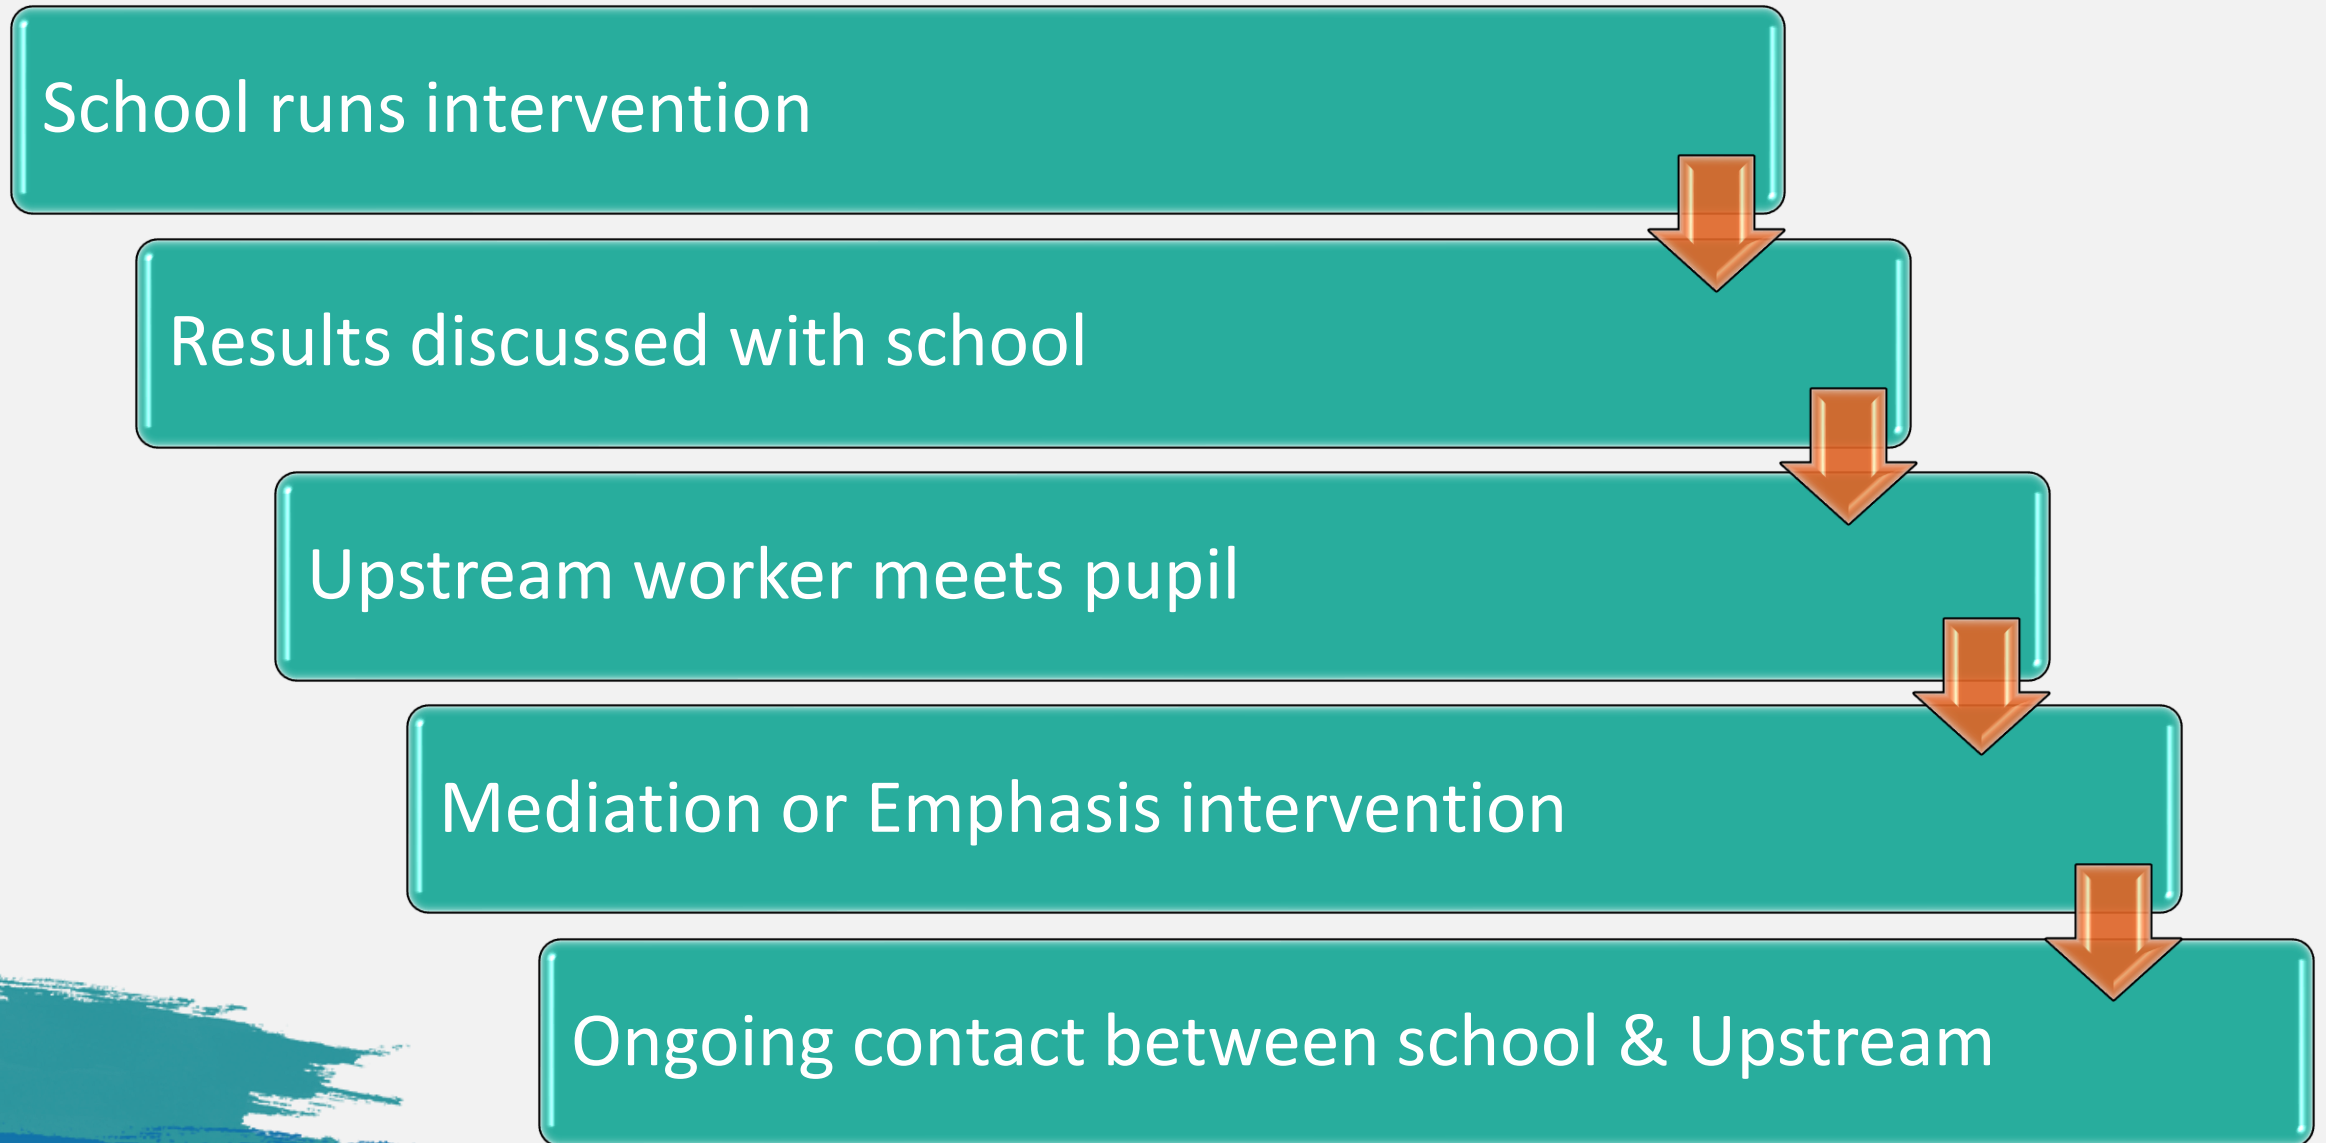 School runs intervention
Results discussed with school
Upstream worker meets pupil
Mediation or Emphasis intervention
Ongoing contact between school & Upstream